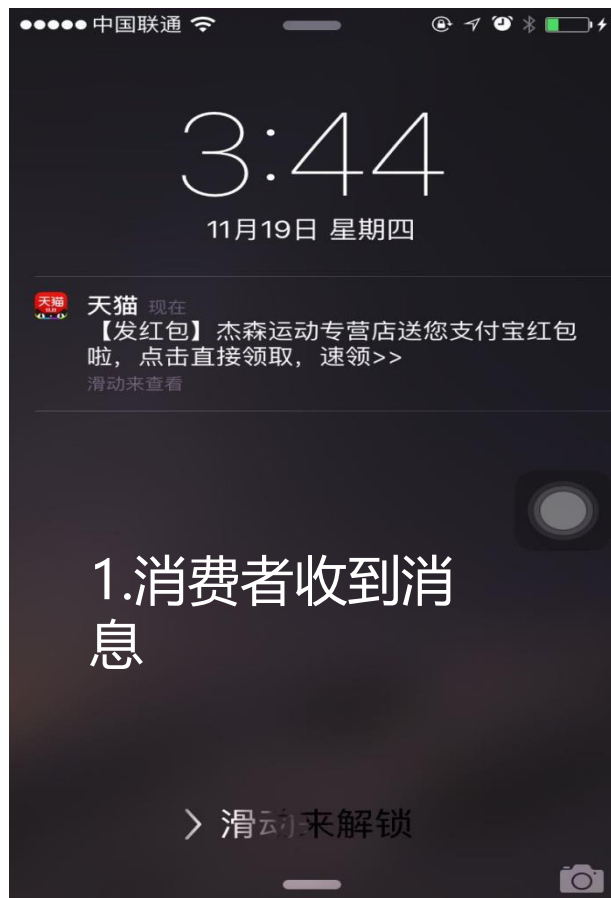 中国联通
3:44
11月19日 星期四
天猫
天猫 现在
【发红包】杰森运动专营店送您支付宝红包
啦，点击直接领取，速领>>
滑动来查看
1.消费者收到消
息
> 滑动来解锁